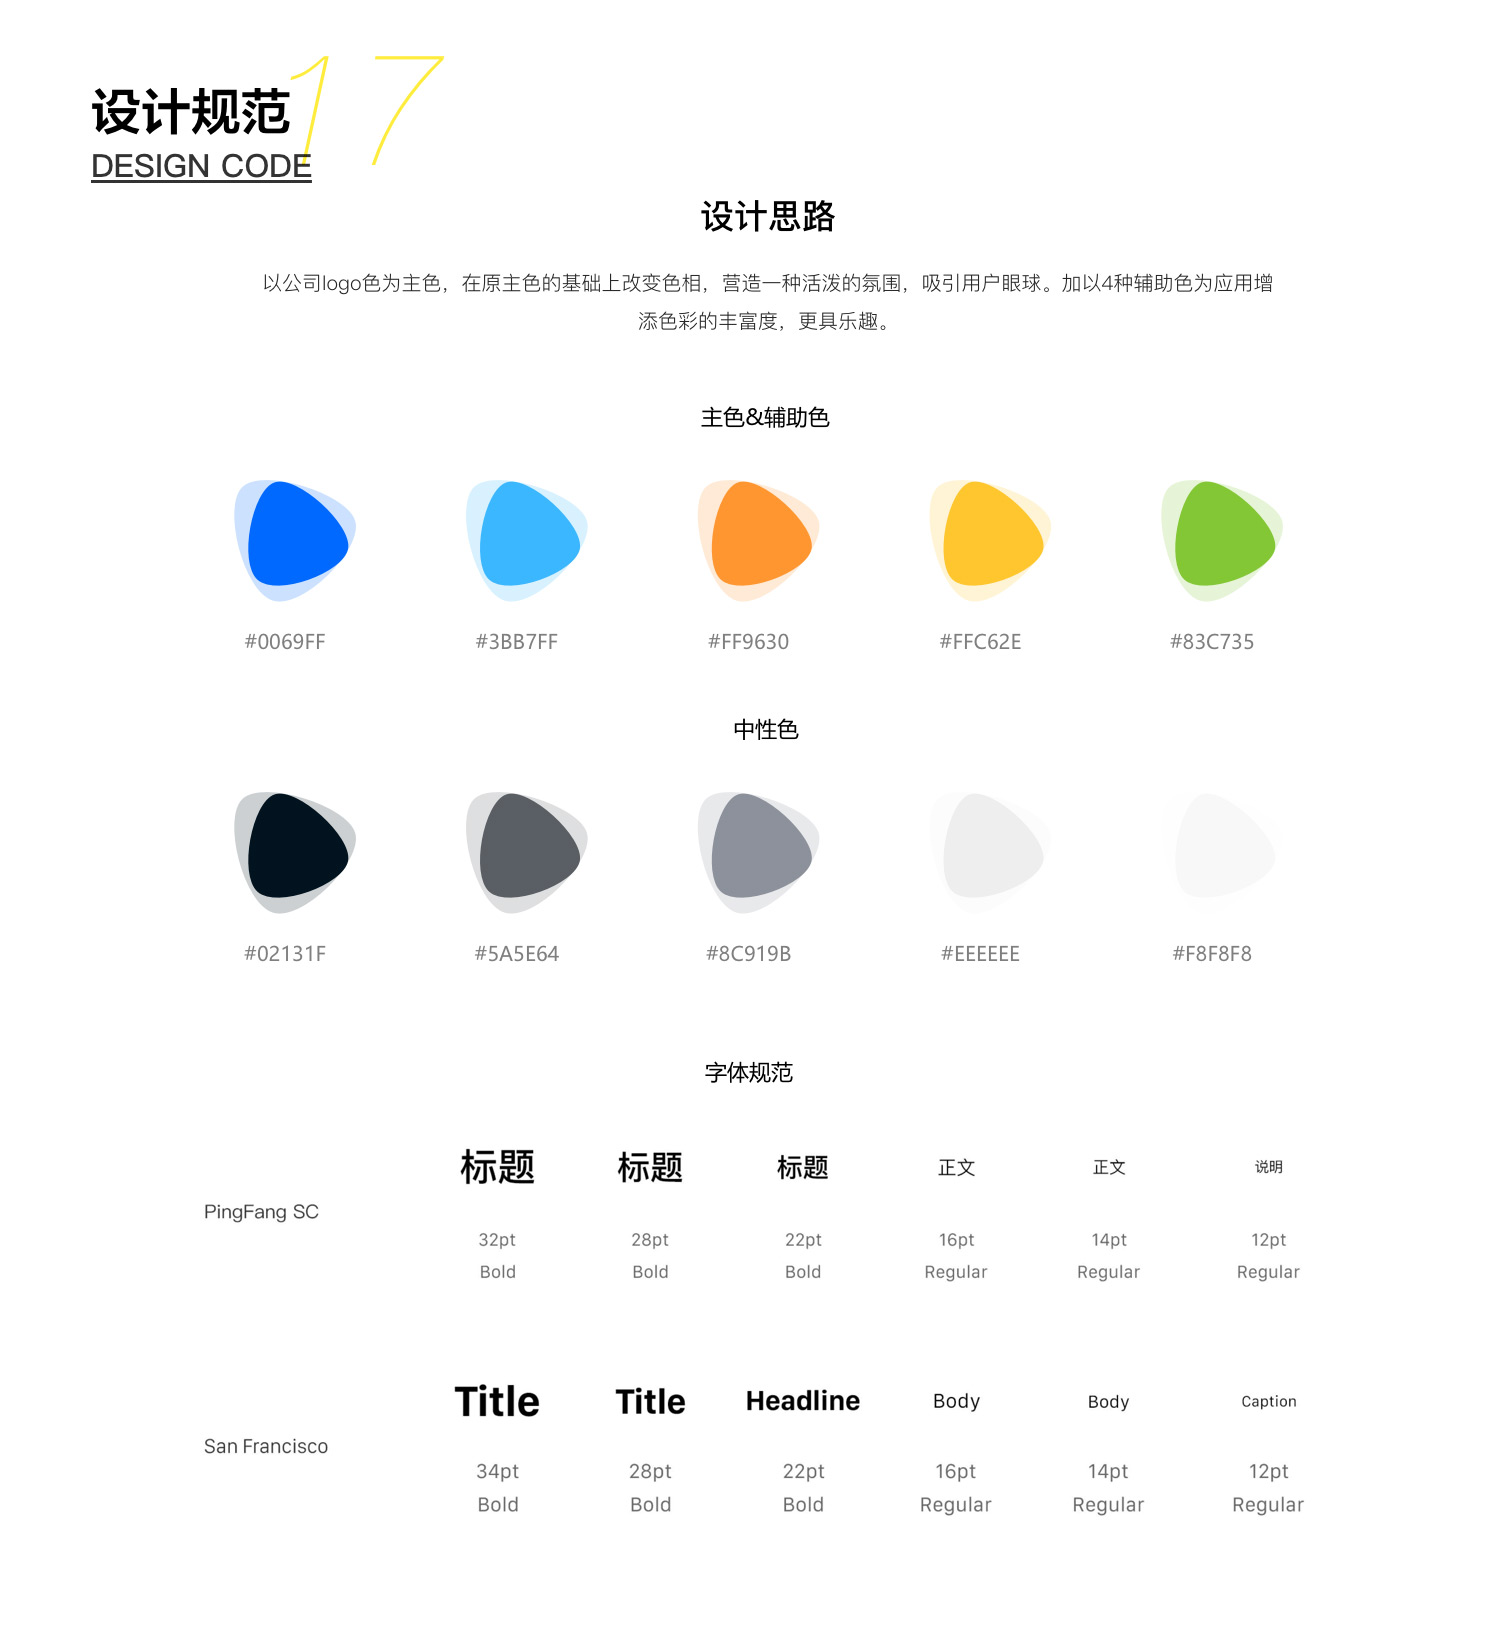 17
设计规范
DESIGN CODE
设计思路
以公司logo色为主色，在原主色的基础上改变色相，营造一种活泼的氛围，吸引用户眼球。加以4种辅助色为应用增
添色彩的丰富度，更具乐趣。
主色&辅助色
#0069FF #3BB7FF #FF9630 #FFC62E #83C735
中性色
#02131F #5A5E64 #8C919B #EEEEEE #F8F8F8
字体规范
标题 标题 标题 正文 正文 说明
PingFang SC
32pt 28pt 22pt 16pt 14pt 12pt
Bold Bold Bold Regular Regular Regular
Title Title Headline Body Body Caption
San Francisco
34pt 28pt 22pt 16pt 14pt 12pt
Bold Bold Bold Regular Regular Regular